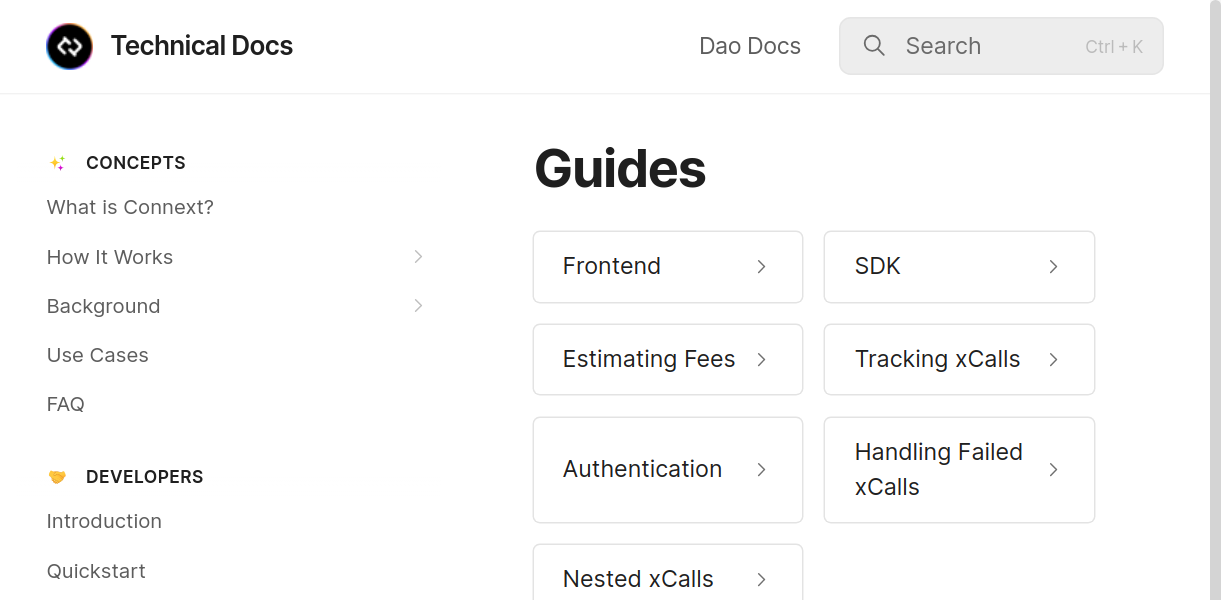 Technical Docs
Dao Docs
Search
Ctrl + K
CONCEPTS
What is Connext?
How It Works
Background
Use Cases
FAQ
DEVELOPERS
Introduction
Quickstart
Guides
Frontend
SDK
Estimating Fees
Tracking xCalls
Authentication
Handling Failed
xCalls
Nested xCalls